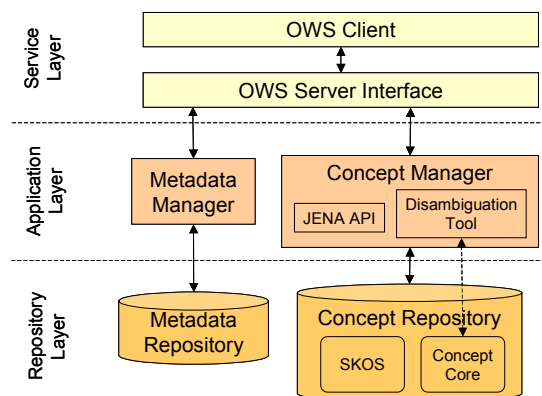 Service
Layer
OWS Client
OWS Server Interface
Application
Layer
Metadata
Manager
Concept Manager
JENA API
Disambiguation
Tool
Repository
Layer
Metadata
Repository
Concept Repository
SKOS
Concept
Core